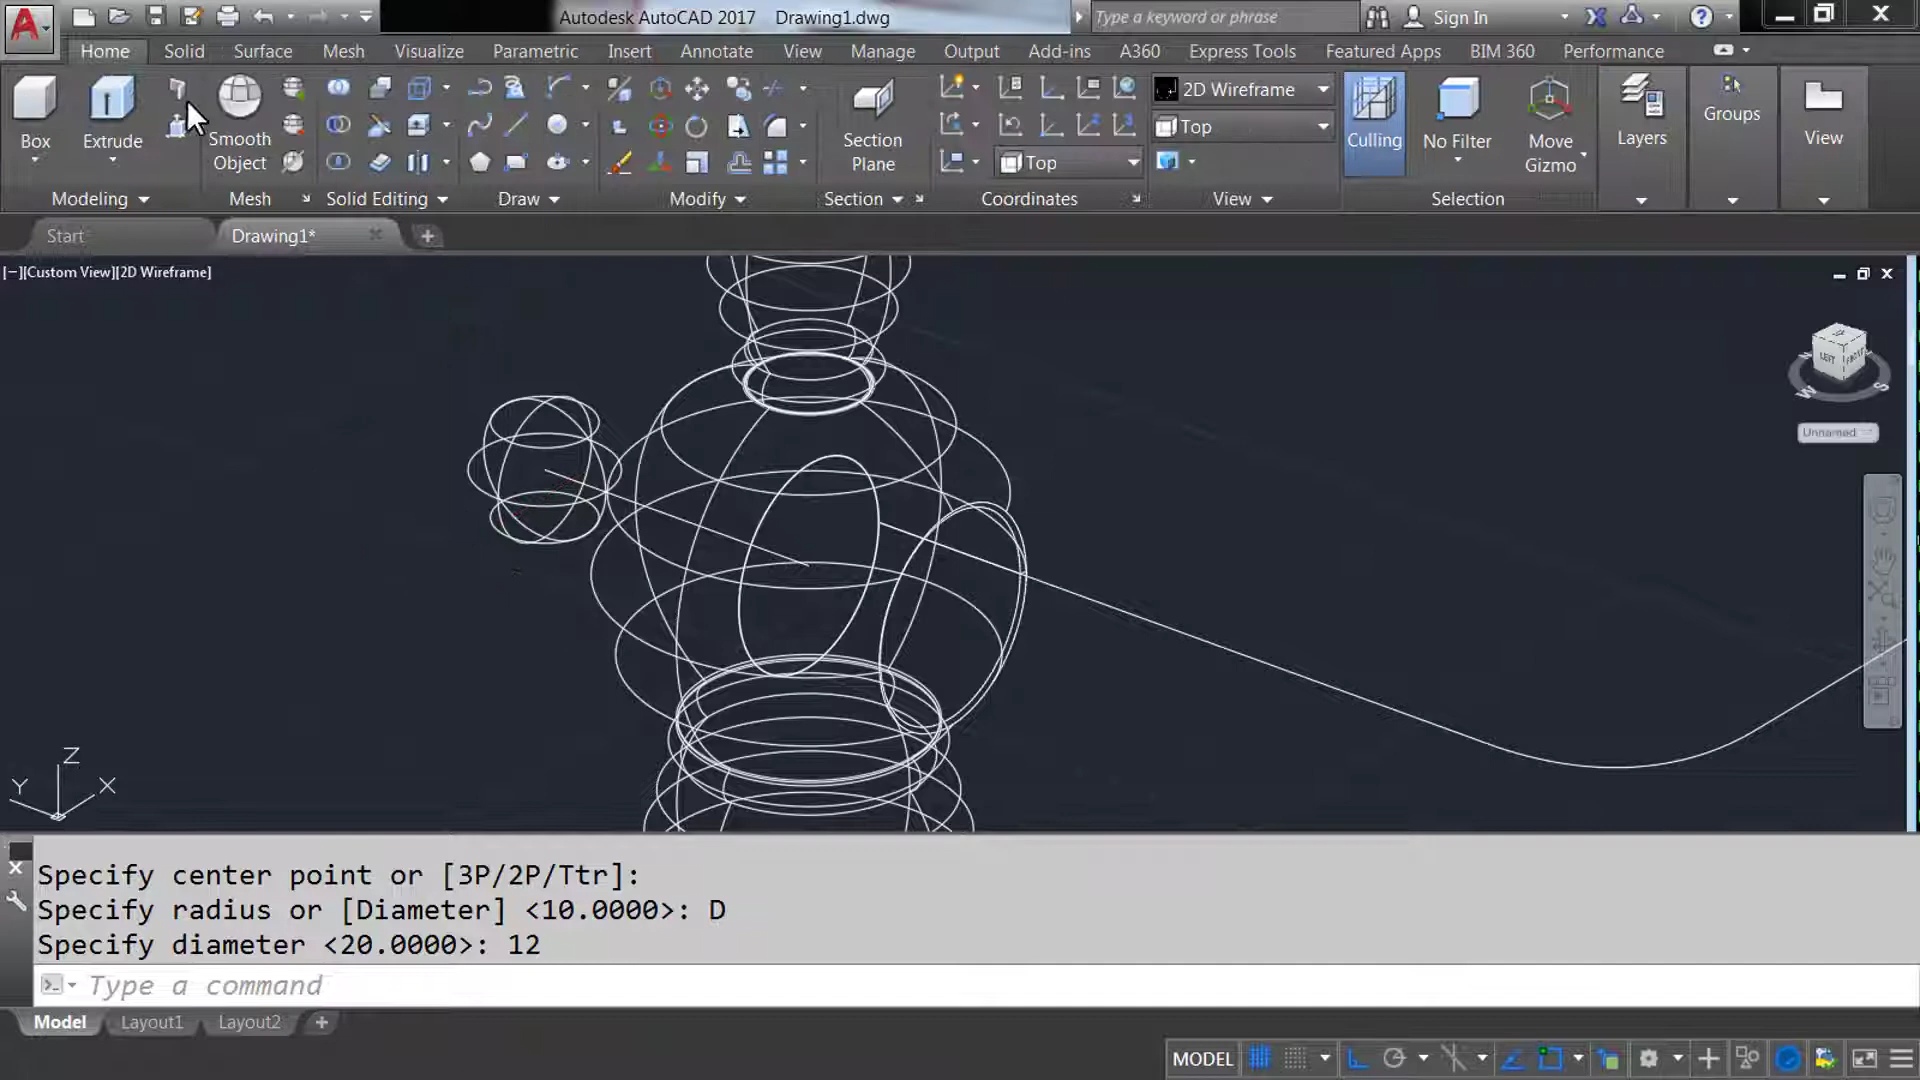 Autodesk AutoCAD 2017 Drawing1.dwg
Type a keyword or phrase
Sign In
Home Solid Surface Mesh Visualize Parametric Insert Annotate View Manage Output Add-ins A360 Express Tools Featured Apps BIM 360 Performance
Box
Extrude
Smooth
Object
Section
Plane
2D Wireframe
Top
Top
Culling
No Filter
Move
Gizmo
Layers
Groups
View
Modeling Mesh Solid Editing Draw Modify Section Coordinates View Selection
Start Drawing1*
[−][Custom View][2D Wireframe]
LEFT
W
S
Unnamed
Z
Y
X
Specify center point or [3P/2P/Ttr]:
Specify radius or [Diameter] <10.0000>: D
Specify diameter <20.0000>: 12
Type a command
Model Layout1 Layout2
MODEL